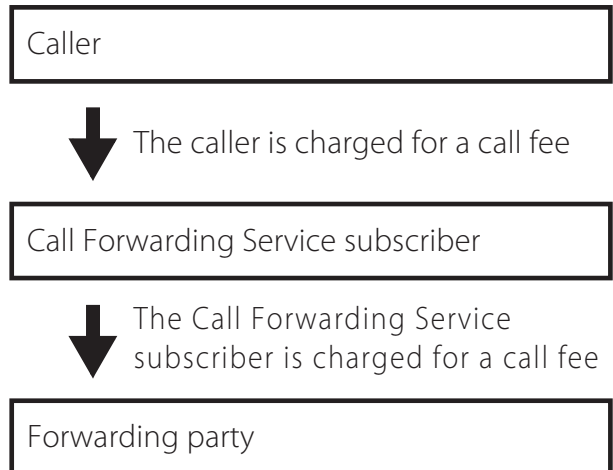 Caller
The caller is charged for a call fee
Call Forwarding Service subscriber
The Call Forwarding Service
subscriber is charged for a call fee
Forwarding party